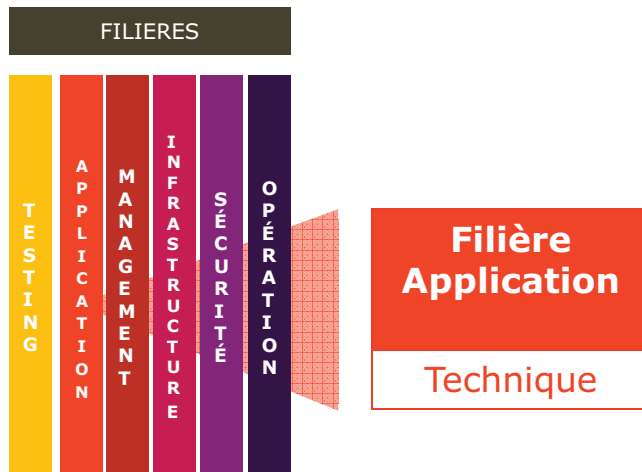 FILIERES
TESTING
APPLICATION
MANAGEMENT
INFRASTRUCTURE
SÉCURITÉ
OPÉRATION
Filière
Application
Technique